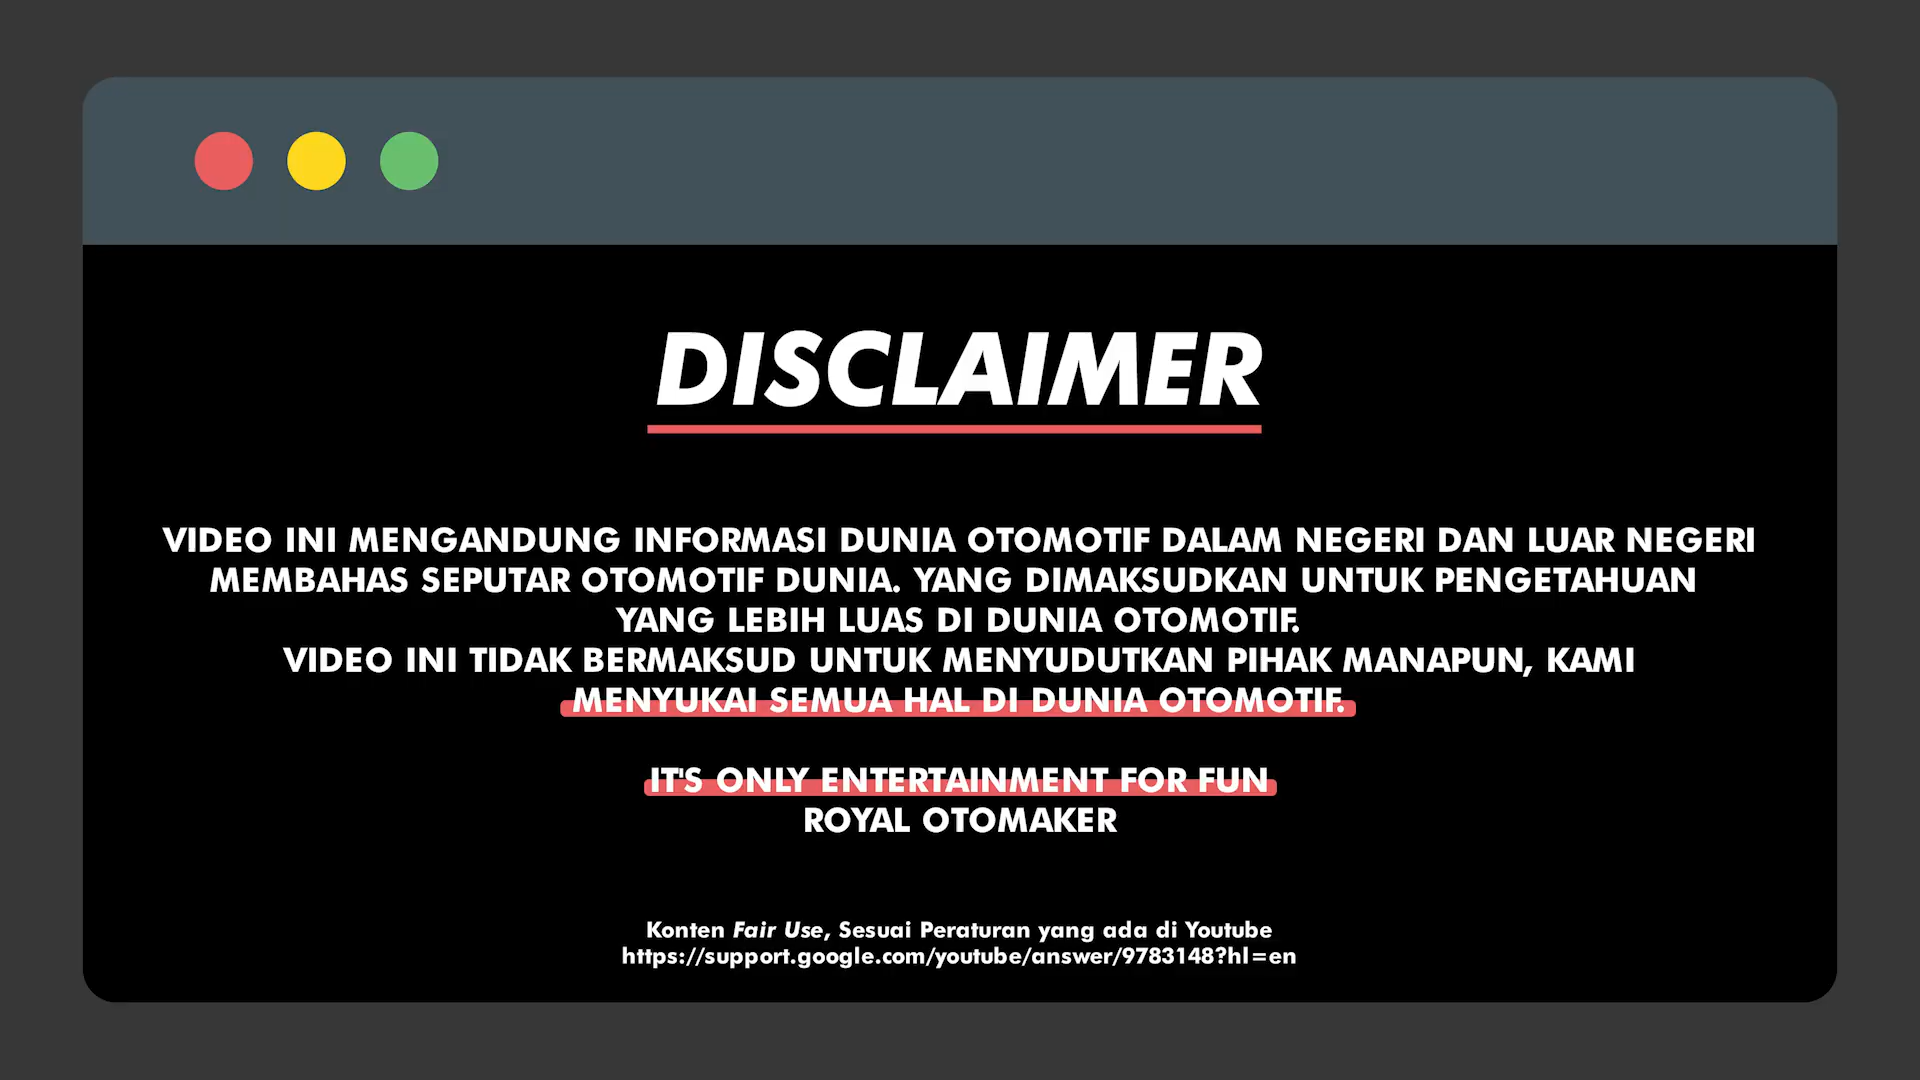 DISCLAIMER
VIDEO INI MENGANDUNG INFORMASI DUNIA OTOMOTIF DALAM NEGERI DAN LUAR NEGERI
MEMBAHAS SEPUTAR OTOMOTIF DUNIA. YANG DIMAKSUDKAN UNTUK PENGETAHUAN
YANG LEBIH LUAS DI DUNIA OTOMOTIF.
VIDEO INI TIDAK BERMAKSUD UNTUK MENYUDUTKAN PIHAK MANAPUN, KAMI
MENYUKAI SEMUA HAL DI DUNIA OTOMOTIF.
IT'S ONLY ENTERTAINMENT FOR FUN
ROYAL OTOMAKER
Konten Fair Use, Sesuai Peraturan yang ada di Youtube
https://support.google.com/youtube/answer/9783148?hl=en